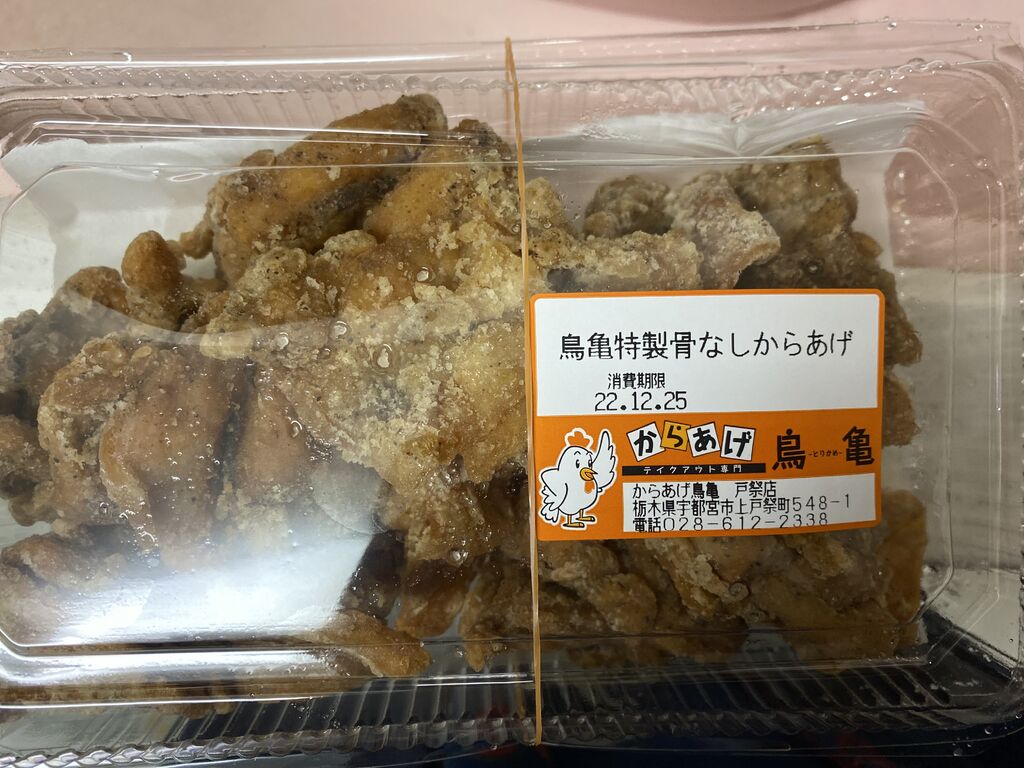 鳥亀特製骨なしからあげ
消費期限
22.12.25
からあげ 鳥 亀
-とりかめ-
テイクアウト専門
からあげ鳥亀 戸祭店
栃木県宇都宮市上戸祭町548-1
電話028-612-2338